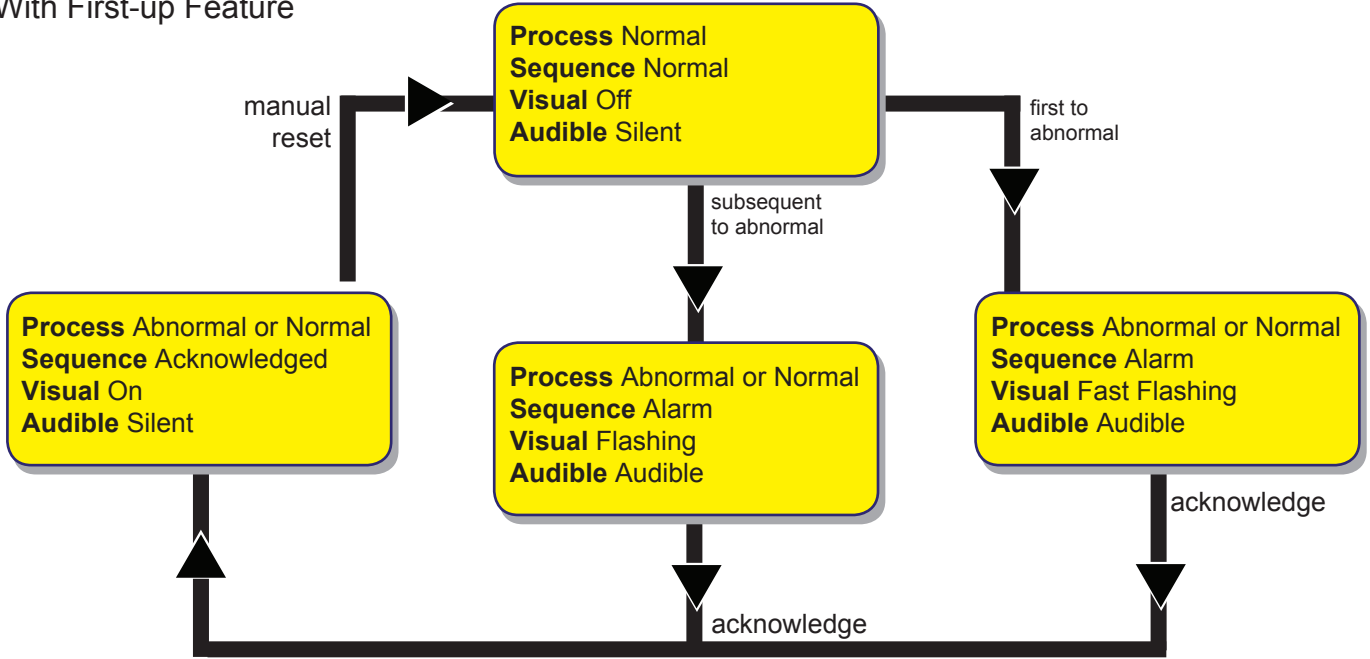 With First-up Feature
Process Normal
Sequence Normal
Visual Off
Audible Silent
manual
reset
first to
abnormal
subsequent
to abnormal
Process Abnormal or Normal
Sequence Acknowledged
Visual On
Audible Silent
Process Abnormal or Normal
Sequence Alarm
Visual Flashing
Audible Audible
Process Abnormal or Normal
Sequence Alarm
Visual Fast Flashing
Audible Audible
acknowledge
acknowledge